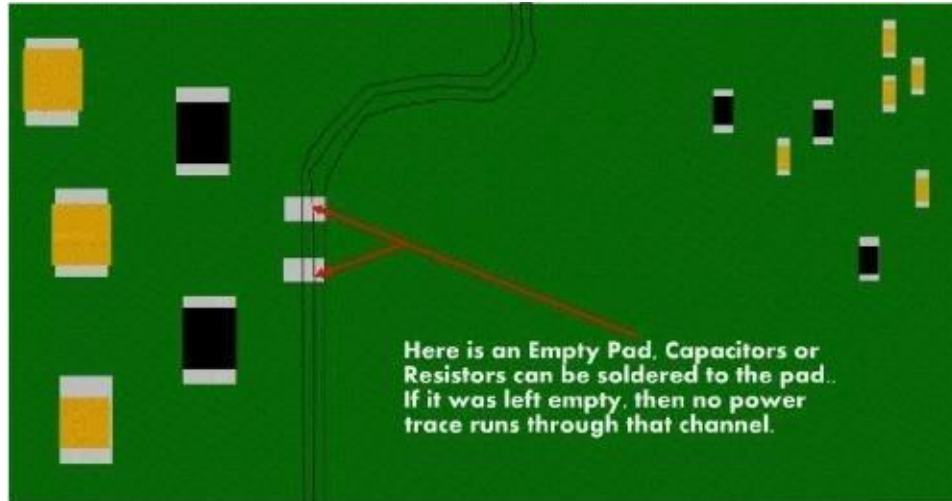 Here is an Empty Pad, Capacitors or
Resistors can be soldered to the pad..
If it was left empty, then no power
trace runs through that channel.